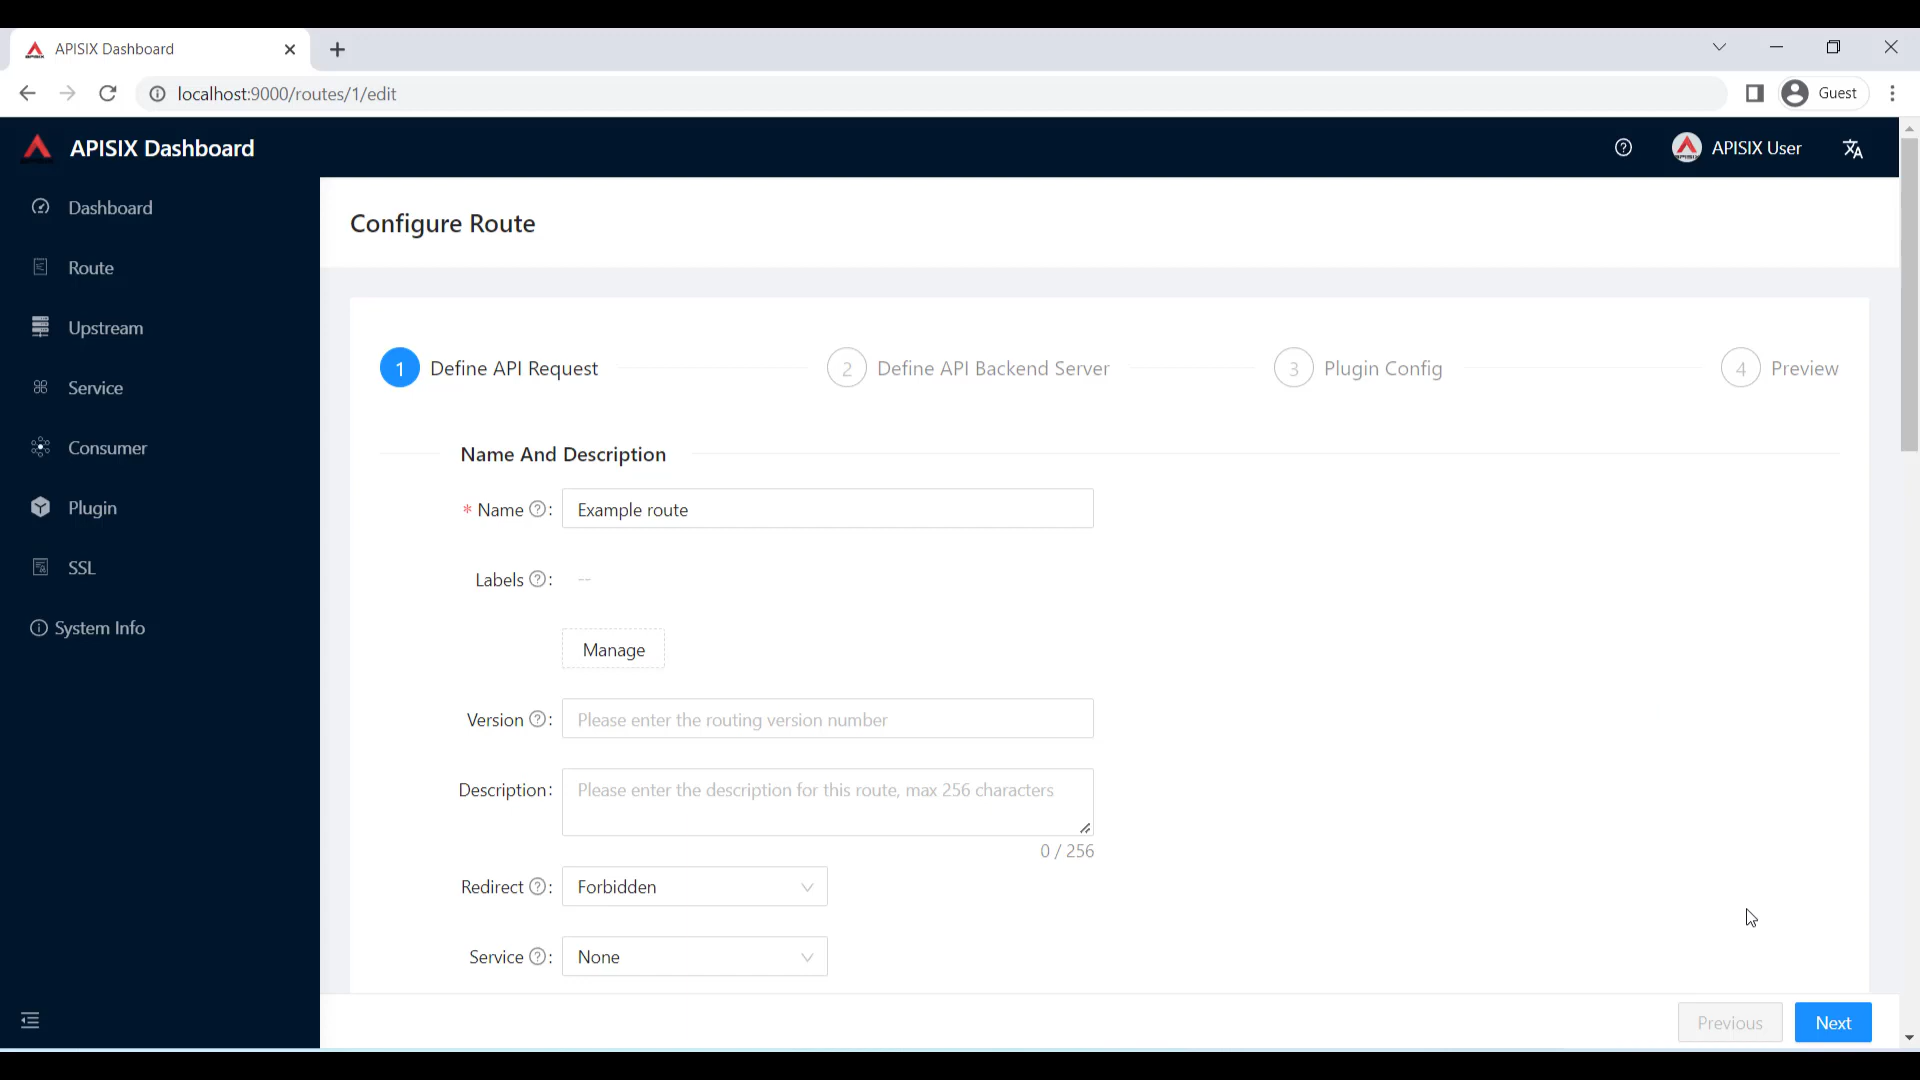 APISIX Dashboard
localhost:9000/routes/1/edit
Guest
APISIX Dashboard
APISIX User
Dashboard
Route
Upstream
Service
Consumer
Plugin
SSL
System Info
Configure Route
1 Define API Request
2 Define API Backend Server
3 Plugin Config
4 Preview
Name And Description
* Name : Example route
Labels : --
Manage
Version : Please enter the routing version number
Description: Please enter the description for this route, max 256 characters
0 / 256
Redirect : Forbidden
Service : None
Previous
Next